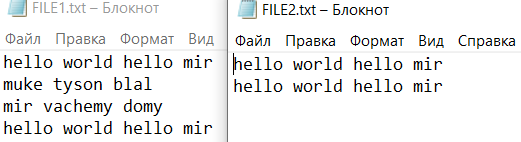 FILE1.txt – Блокнот
Файл Правка Формат Вид
hello world hello mir
muke tyson blal
mir vachemy domy
hello world hello mir
FILE2.txt – Блокнот
Файл Правка Формат Вид Справка
hello world hello mir
hello world hello mir